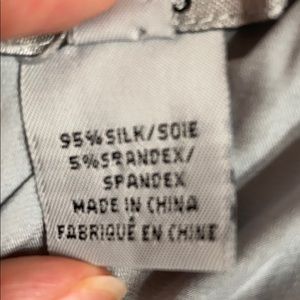 95% SILK/SOIE
5% SPANDEX/
SPANDEX
MADE IN CHINA
FABRIQUÉ EN CHINE